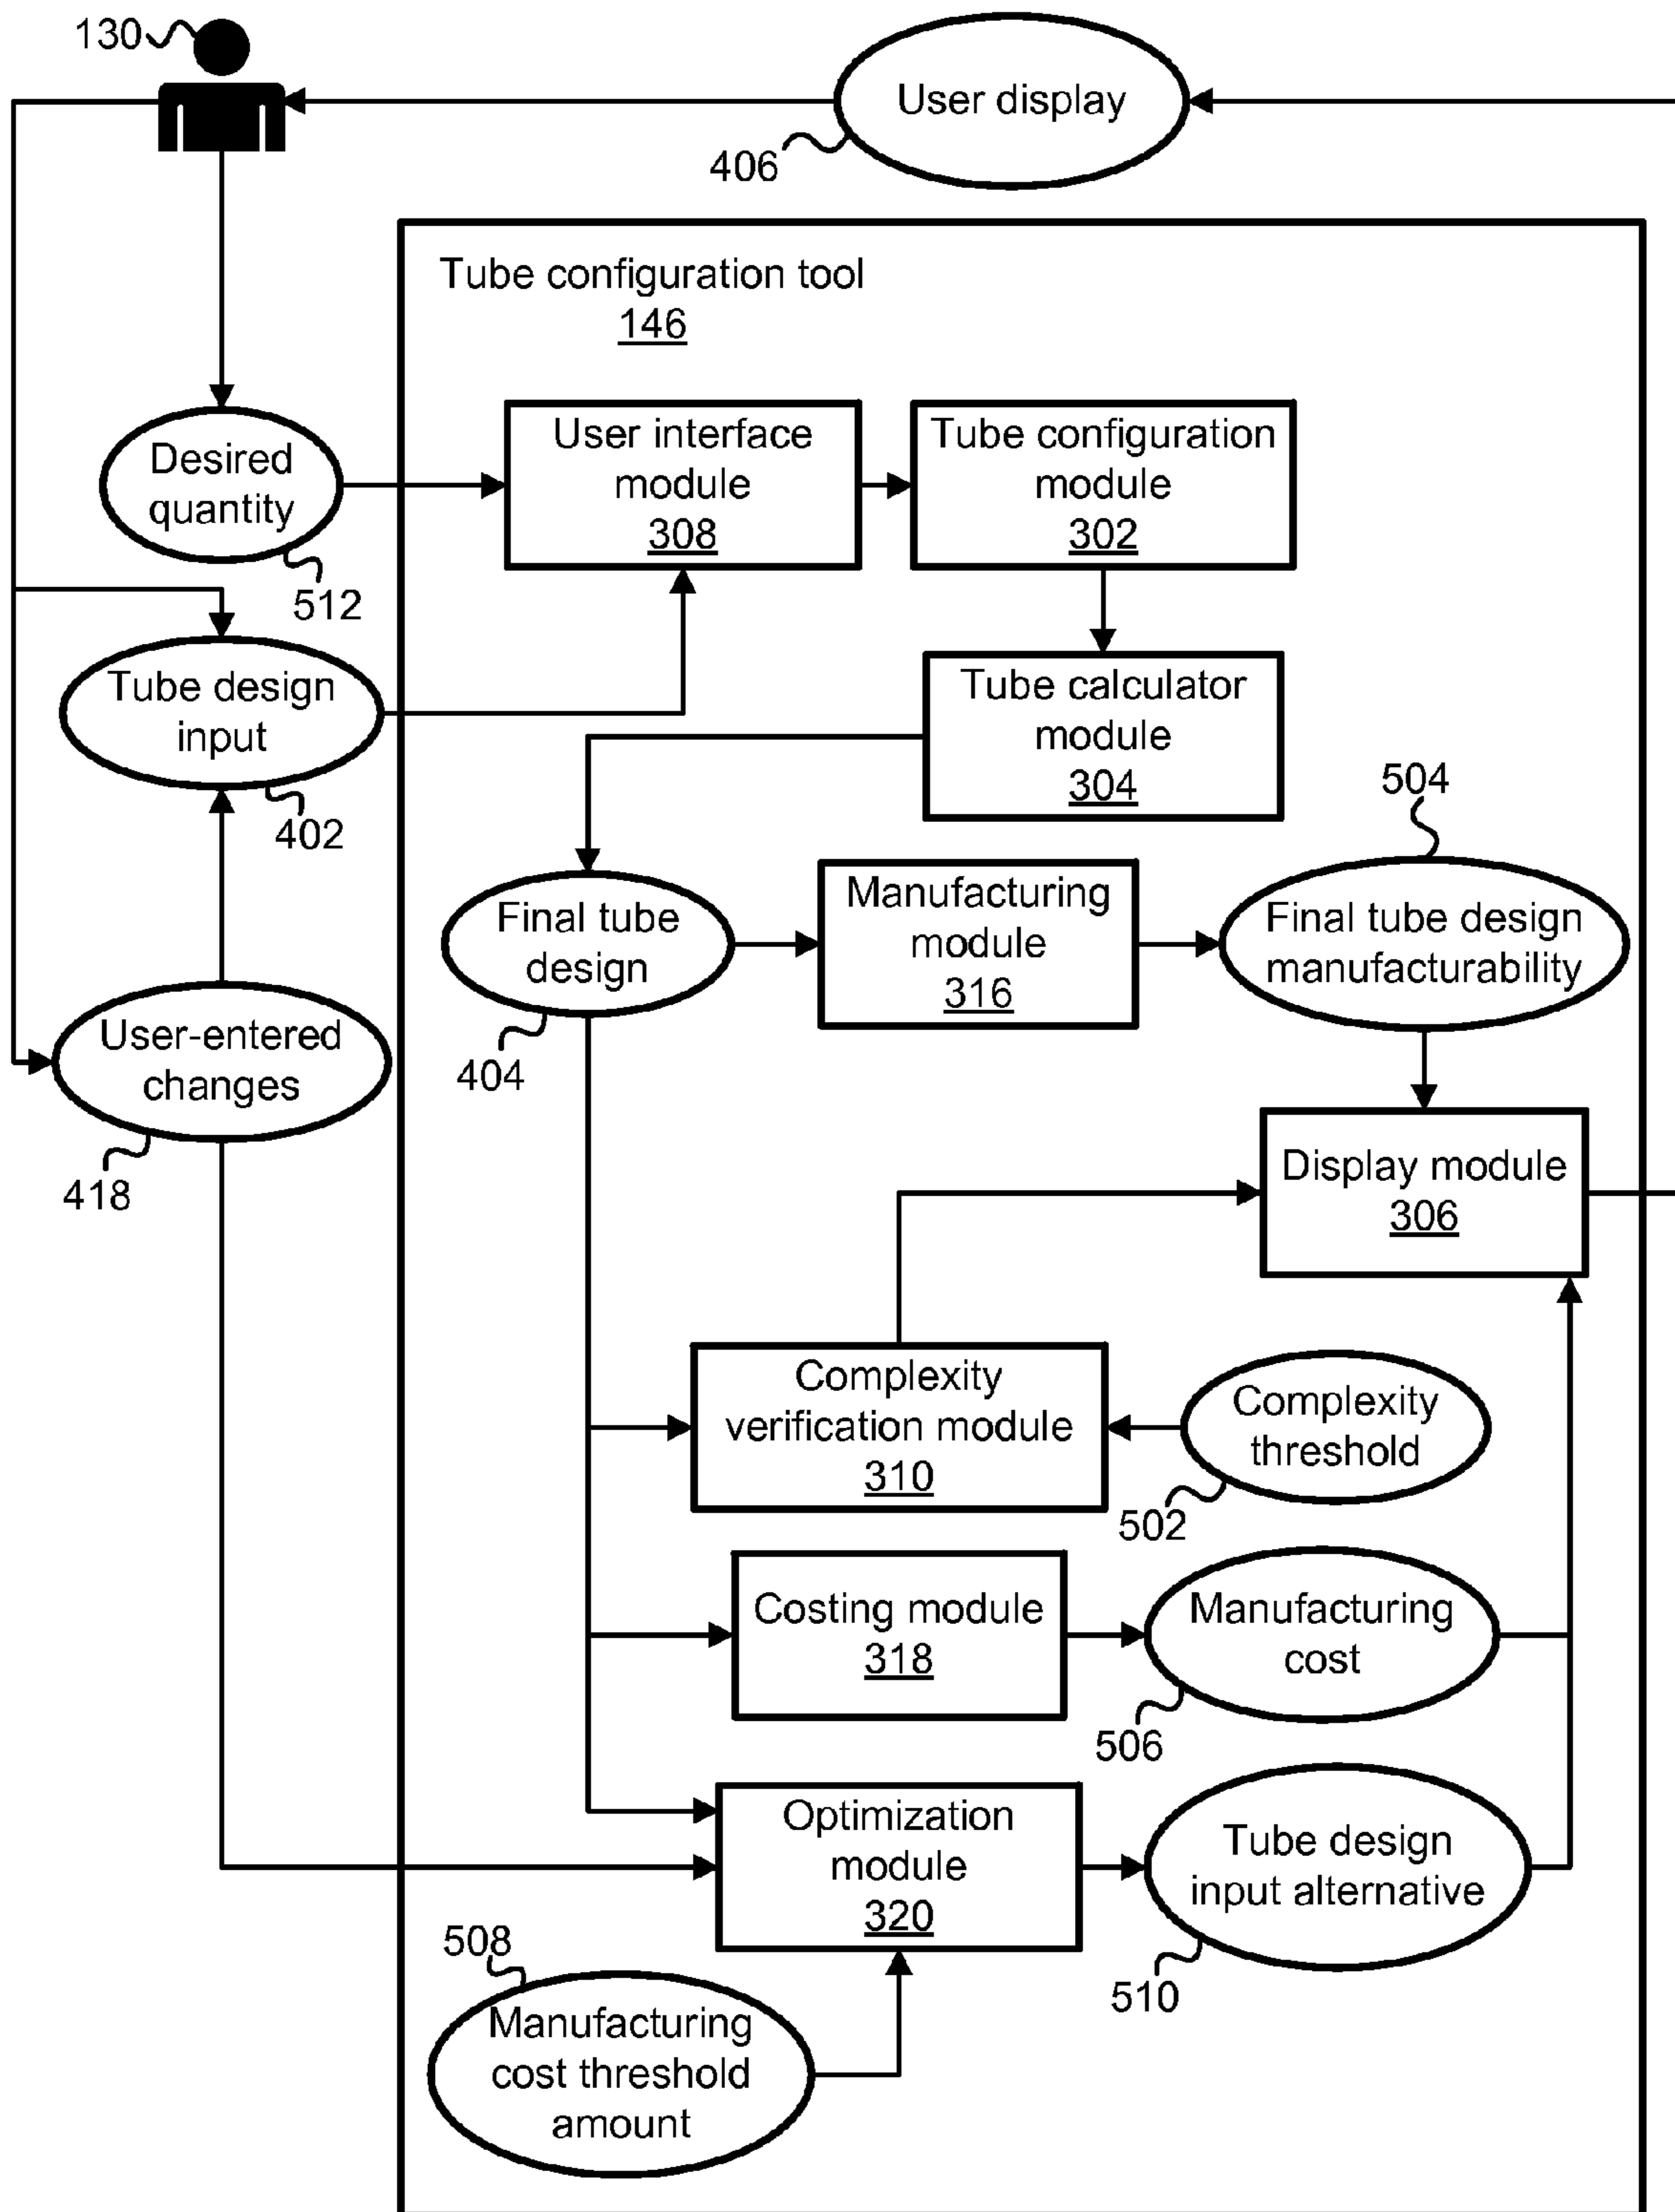 130
User display
406
Tube configuration tool
146
Desired
quantity
512
User interface
module
308
Tube configuration
module
302
Tube design
input
402
Tube calculator
module
304
504
Final tube
design
404
Manufacturing
module
316
Final tube design
manufacturability
User-entered
changes
418
Display module
306
Complexity
verification module
310
Complexity
threshold
502
Costing module
318
Manufacturing
cost
506
Optimization
module
320
Tube design
input alternative
510
508
Manufacturing
cost threshold
amount